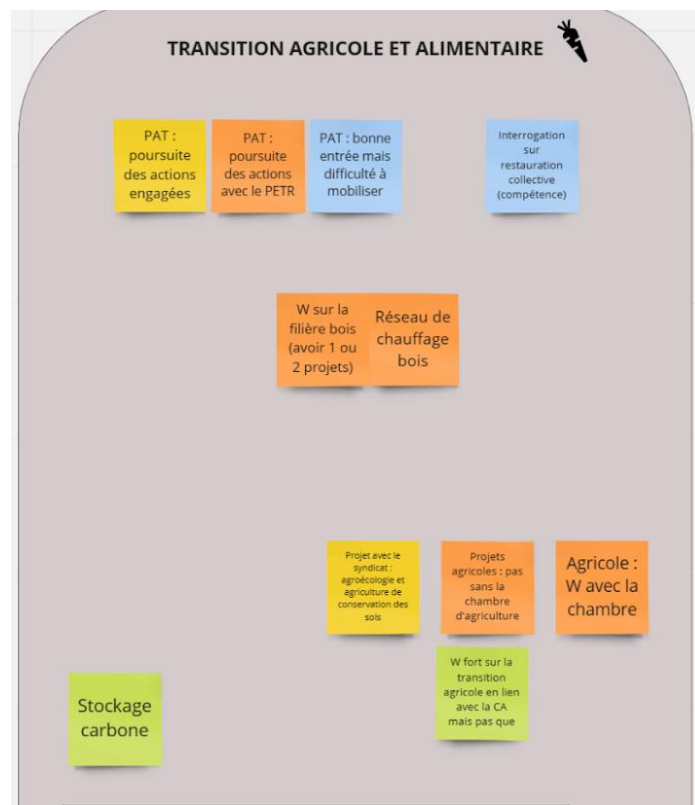 TRANSITION AGRICOLE ET ALIMENTAIRE
PAT :
poursuite
des actions
engagées
PAT :
poursuite
des actions
avec le PETR
PAT : bonne
entrée mais
difficulté à
mobiliser
Interrogation
sur
restauration
collective
(compétence)
W sur la
filière bois
(avoir 1 ou
2 projets)
Réseau de
chauffage
bois
Projet avec le
syndicat :
agroécologie et
agriculture de
conservation des
sols
Projets
agricoles : pas
sans la
chambre
d'agriculture
Agricole :
W avec la
chambre
W fort sur la
transition
agricole en lien
avec la CA
mais pas que
Stockage
carbone